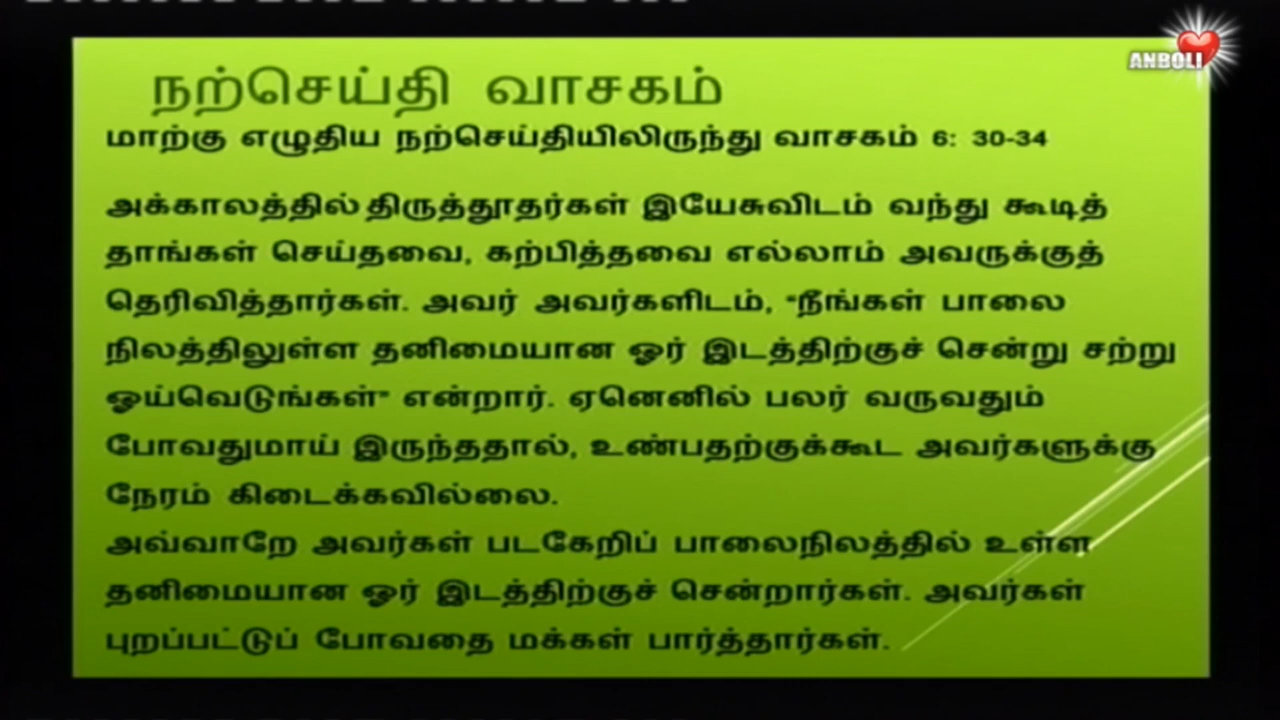 ANBOLI
நற்செய்தி வாசகம்
மாற்கு எழுதிய நற்செய்தியிலிருந்து வாசகம் 6: 30-34
அக்காலத்தில் திருத்தூதர்கள் இயேசுவிடம் வந்து கூடித்
தாங்கள் செய்தவை, கற்பித்தவை எல்லாம் அவருக்குத்
தெரிவித்தார்கள். அவர் அவர்களிடம், “நீங்கள் பாலை
நிலத்திலுள்ள தனிமையான ஓர் இடத்திற்குச் சென்று சற்று
ஓய்வெடுங்கள்” என்றார். ஏனெனில் பலர் வருவதும்
போவதுமாய் இருந்ததால், உண்பதற்குக்கூட அவர்களுக்கு
நேரம் கிடைக்கவில்லை.
அவ்வாறே அவர்கள் படகேறிப் பாலைநிலத்தில் உள்ள
தனிமையான ஓர் இடத்திற்குச் சென்றார்கள். அவர்கள்
புறப்பட்டுப் போவதை மக்கள் பார்த்தார்கள்.